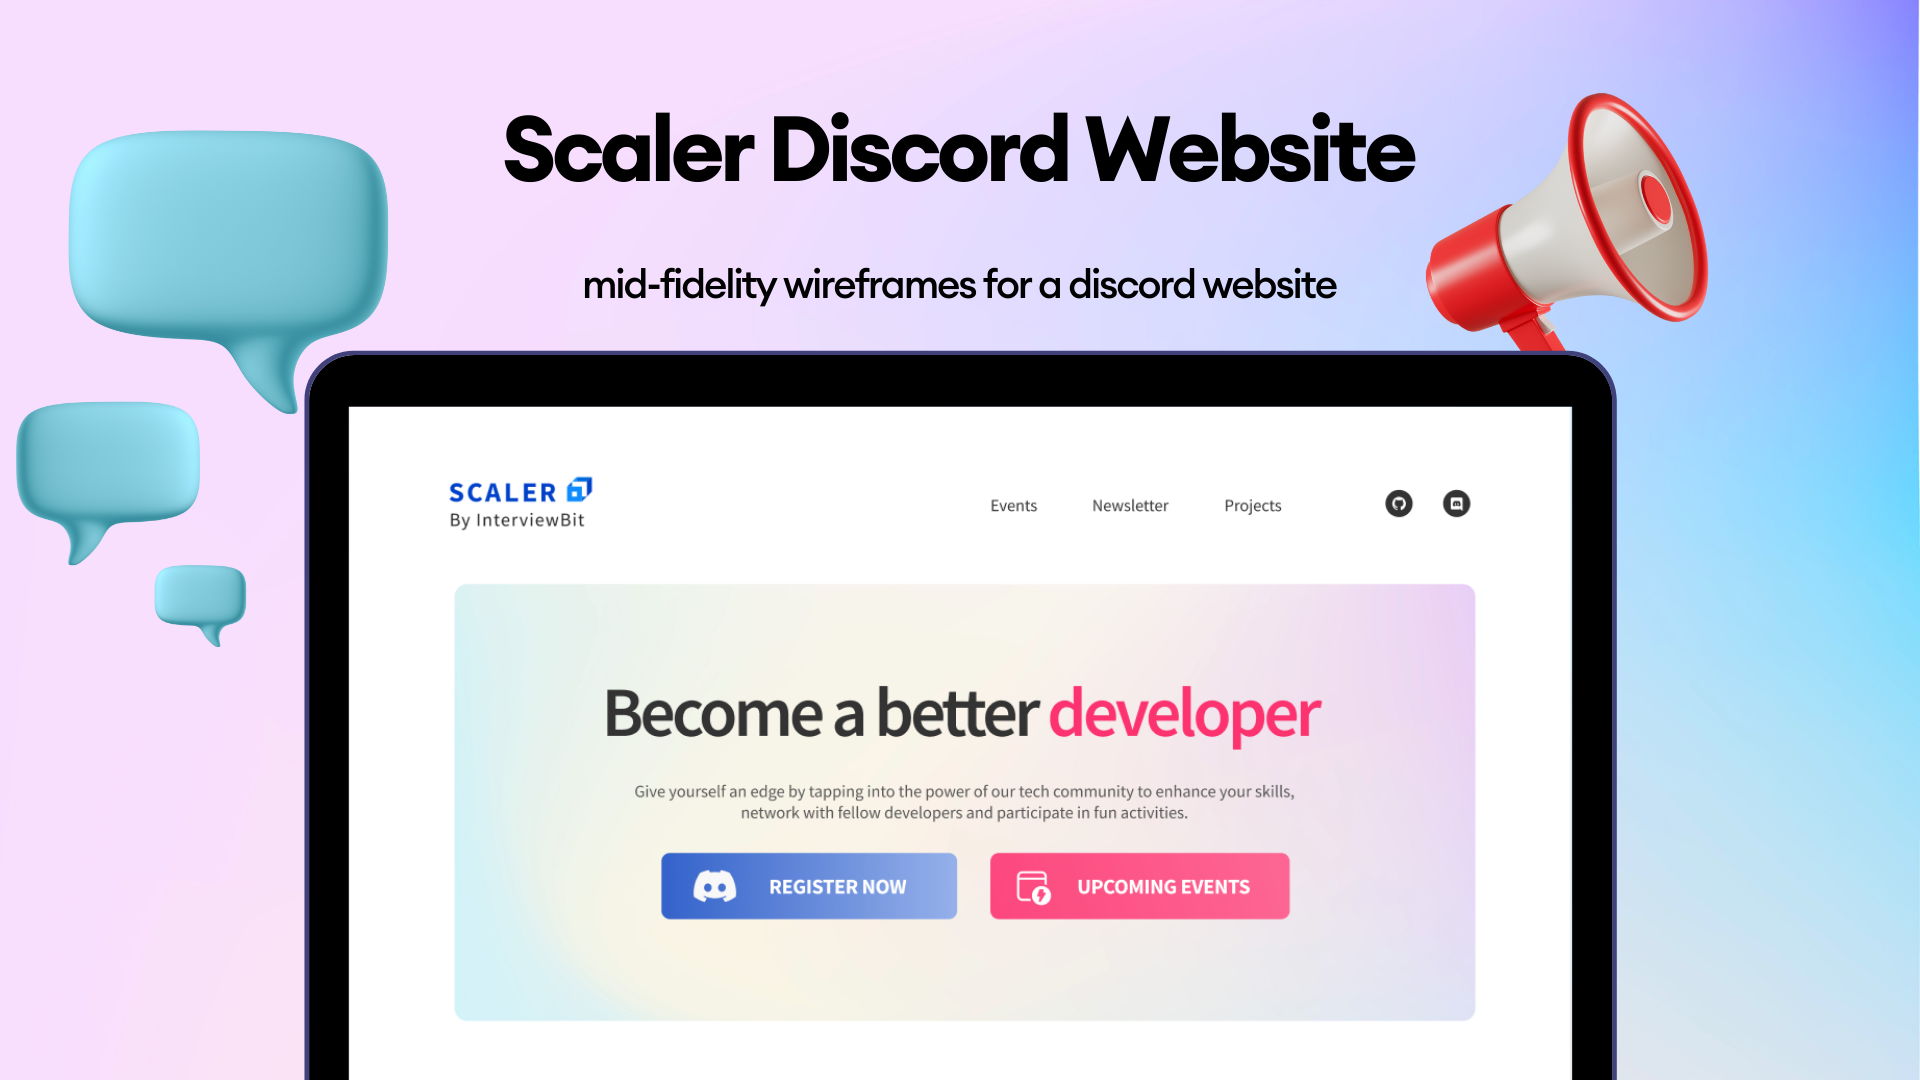 Scaler Discord Website
mid-fidelity wireframes for a discord website
SCALER
By InterviewBit
Events
Newsletter
Projects
Become a better developer
Give yourself an edge by tapping into the power of our tech community to enhance your skills,
network with fellow developers and participate in fun activities.
REGISTER NOW
UPCOMING EVENTS